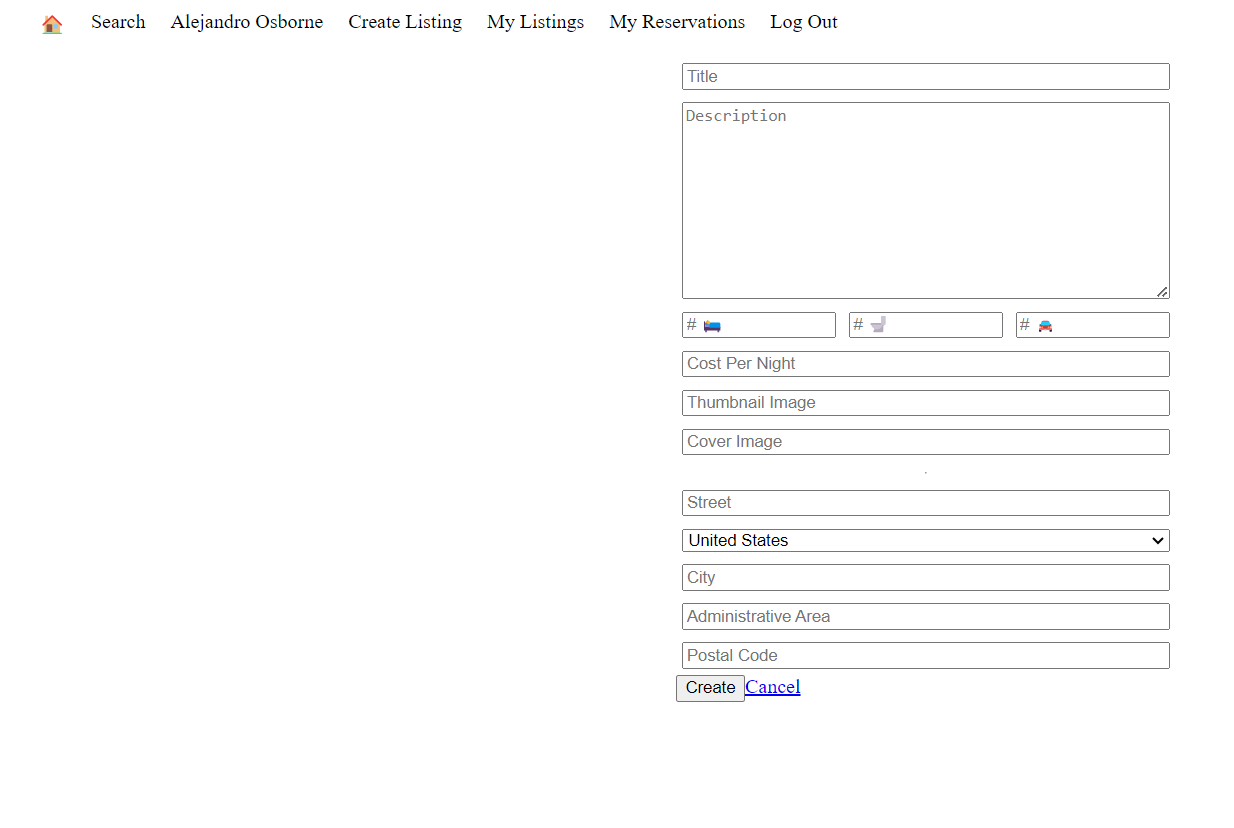 🏠 Search Alejandro Osborne Create Listing My Listings My Reservations Log Out
Title
Description
# 🛌 # 🚽 # 🚘
Cost Per Night
Thumbnail Image
Cover Image
Street
United States
City
Administrative Area
Postal Code
Create Cancel